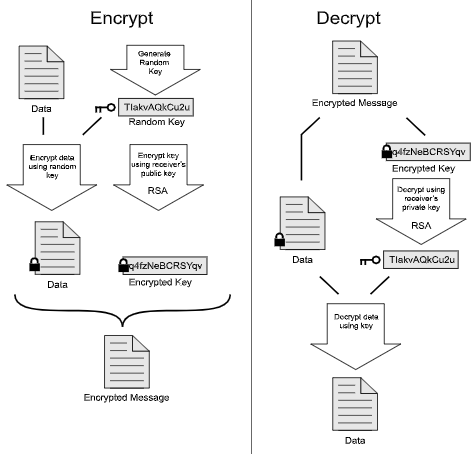 Encrypt
Generate
Random
Key
Data
TIakvAQkCu2u
Random Key
Encrypt data
using random
key
Encrypt key
using receiver's
public key
RSA
Data
q4fzNeBCRSYqv
Encrypted Key
Encrypted Message
Decrypt
Encrypted Message
q4fzNeBCRSYqv
Encrypted Key
Decrypt using
receiver's
private key
RSA
Data
TIakvAQkCu2u
Decrypt data
using key
Data